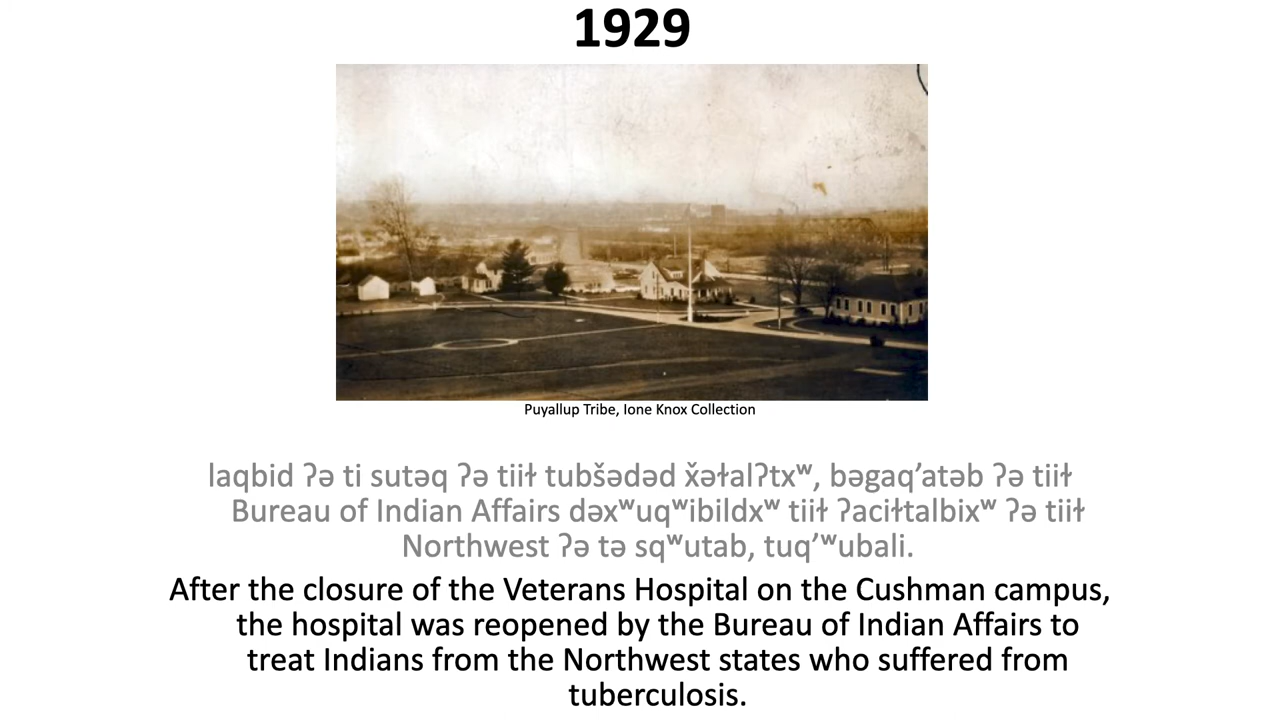 1929
Puyallup Tribe, Ione Knox Collection
laqbid ʔə ti sutəq ʔə tiił tubšədəd x̌əłalʔtxʷ, bəgaq’atəb ʔə tiił
Bureau of Indian Affairs dəxʷuqʷibildxʷ tiił ʔaciłtalbixʷ ʔə tiił
Northwest ʔə tə sqʷutab, tuq’ʷubali.
After the closure of the Veterans Hospital on the Cushman campus,
the hospital was reopened by the Bureau of Indian Affairs to
treat Indians from the Northwest states who suffered from
tuberculosis.